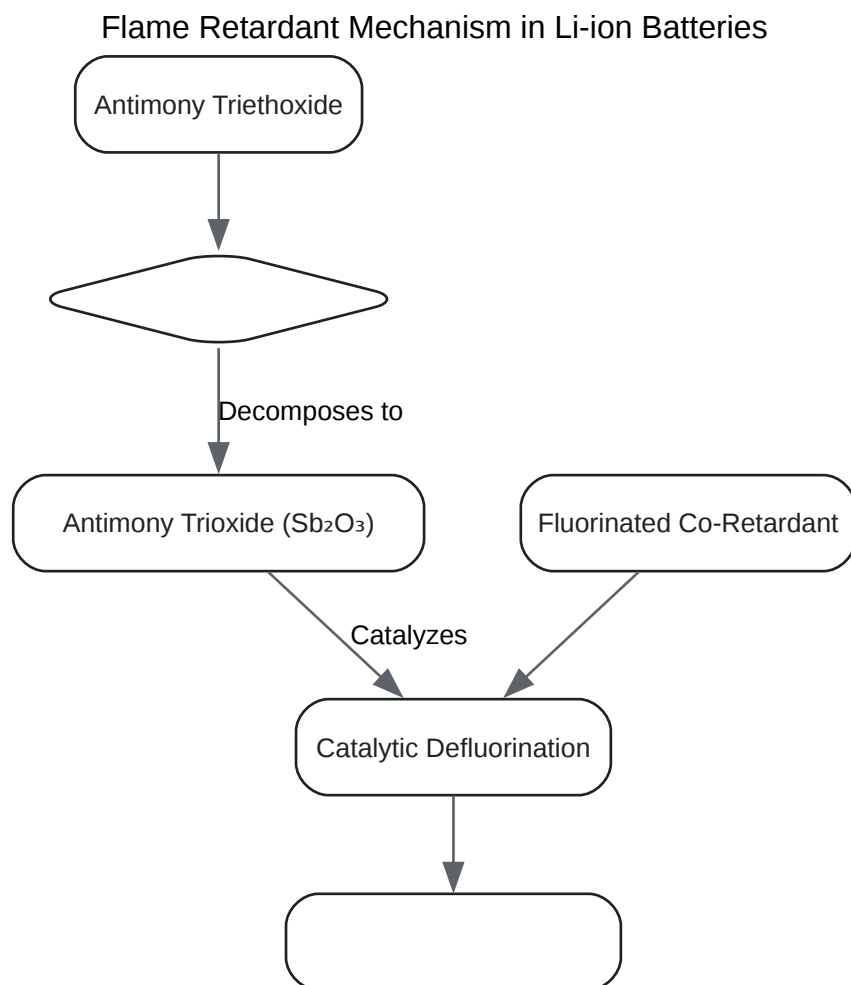 Flame Retardant Mechanism in Li-ion Batteries
Antimony Triethoxide
Decomposes to
Antimony Trioxide (Sb₂O₃)
Fluorinated Co-Retardant
Catalyzes
Catalytic Defluorination